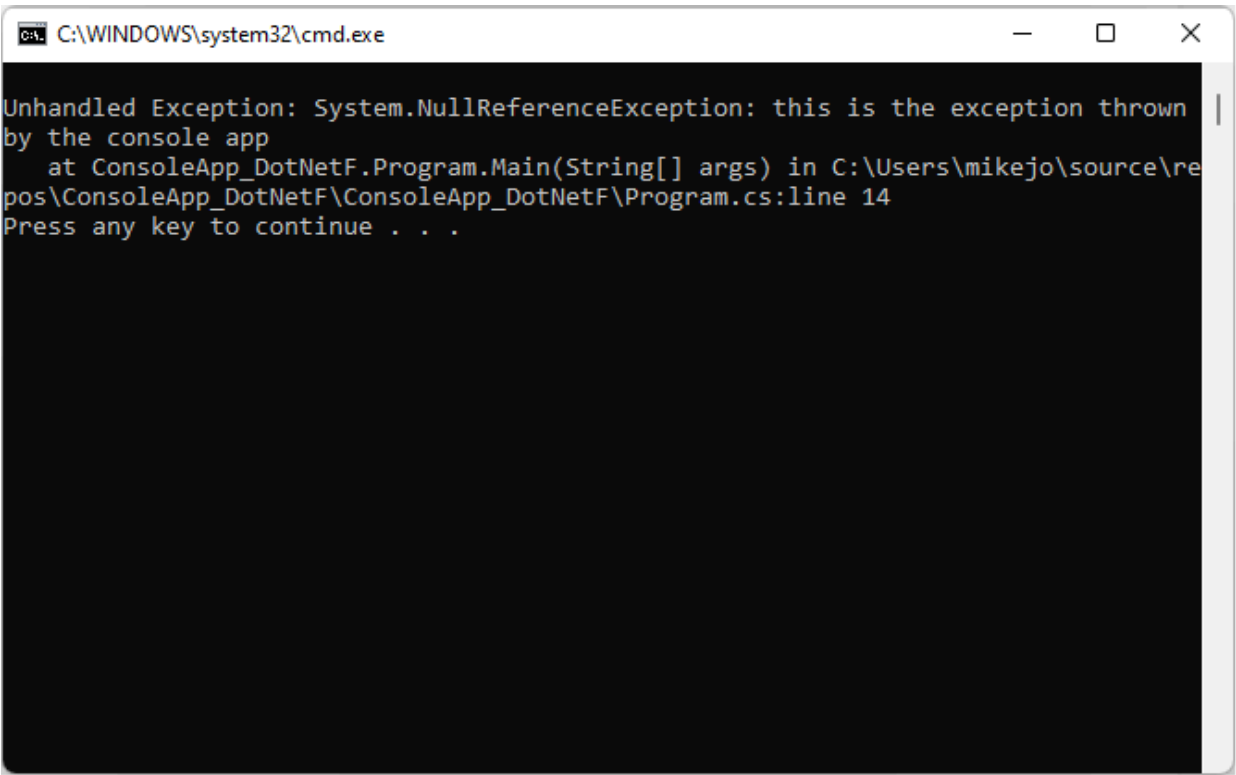 C:\WINDOWS\system32\cmd.exe
Unhandled Exception: System.NullReferenceException: this is the exception thrown
by the console app
   at ConsoleApp_DotNetF.Program.Main(String[] args) in C:\Users\mikejo\source\re
pos\ConsoleApp_DotNetF\ConsoleApp_DotNetF\Program.cs:line 14
Press any key to continue . . .